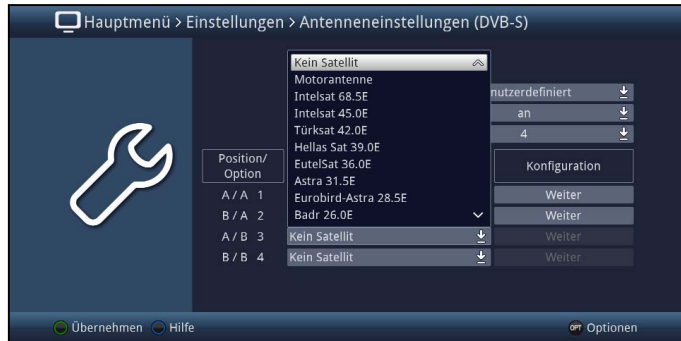 Hauptmenü > Einstellungen > Antenneneinstellungen (DVB-S)
Kein Satellit
Motorantenne
Intelsat 68.5E
Intelsat 45.0E
Türksat 42.0E
Hellas Sat 39.0E
EutelSat 36.0E
Astra 31.5E
Eurobird-Astra 28.5E
Badr 26.0E
nutzerdefiniert
an
4
Position/
Option
Konfiguration
A / A 1
Weiter
B / A 2
Weiter
A / B 3
Kein Satellit
Weiter
B / B 4
Kein Satellit
Weiter
Übernehmen
Hilfe
OPT Optionen